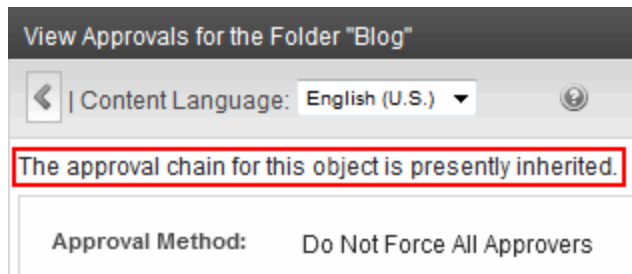 View Approvals for the Folder "Blog"
| Content Language: English (U.S.)
The approval chain for this object is presently inherited.
Approval Method: Do Not Force All Approvers